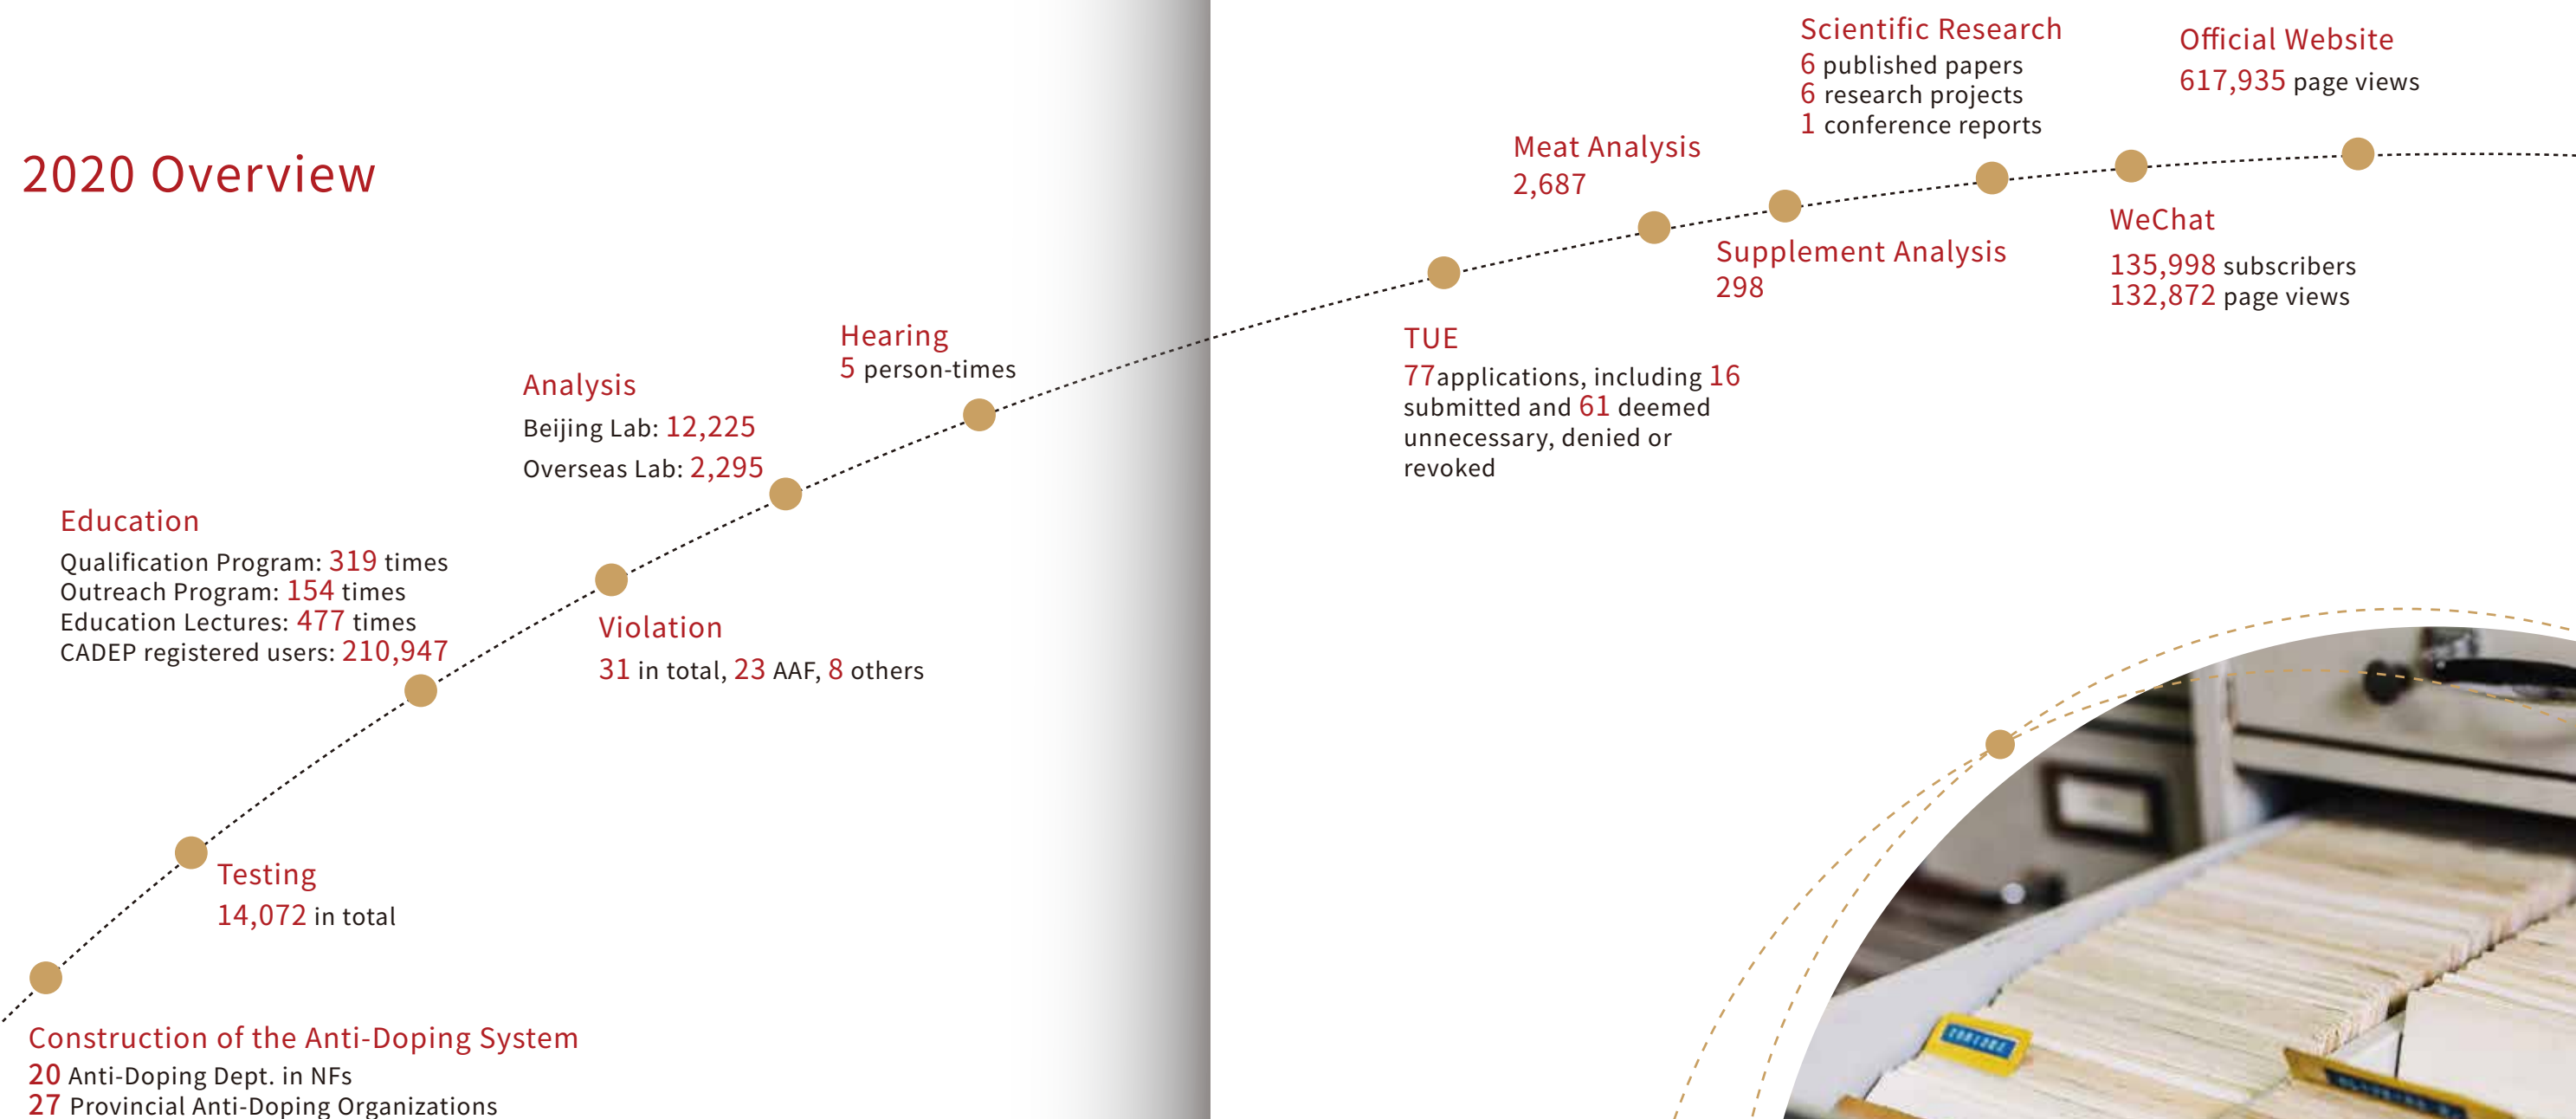 2020 Overview
Construction of the Anti-Doping System
20 Anti-Doping Dept. in NFs
27 Provincial Anti-Doping Organizations
Testing
14,072 in total
Education
Qualification Program: 319 times
Outreach Program: 154 times
Education Lectures: 477 times
CADEP registered users: 210,947
Violation
31 in total, 23 AAF, 8 others
Analysis
Beijing Lab: 12,225
Overseas Lab: 2,295
Hearing
5 person-times
TUE
77applications, including 16
submitted and 61 deemed
unnecessary, denied or
revoked
Meat Analysis
2,687
Supplement Analysis
298
Scientific Research
6 published papers
6 research projects
1 conference reports
WeChat
135,998 subscribers
132,872 page views
Official Website
617,935 page views